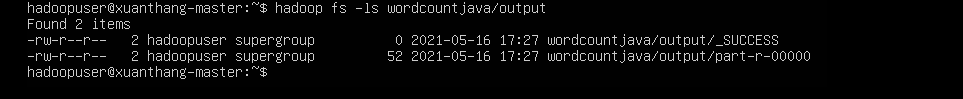 hadoopuser@xuanthang-master:~$ hadoop fs -ls wordcountjava/output
Found 2 items
-rw-r--r--   2 hadoopuser supergroup          0 2021-05-16 17:27 wordcountjava/output/_SUCCESS
-rw-r--r--   2 hadoopuser supergroup         52 2021-05-16 17:27 wordcountjava/output/part-r-00000
hadoopuser@xuanthang-master:~$